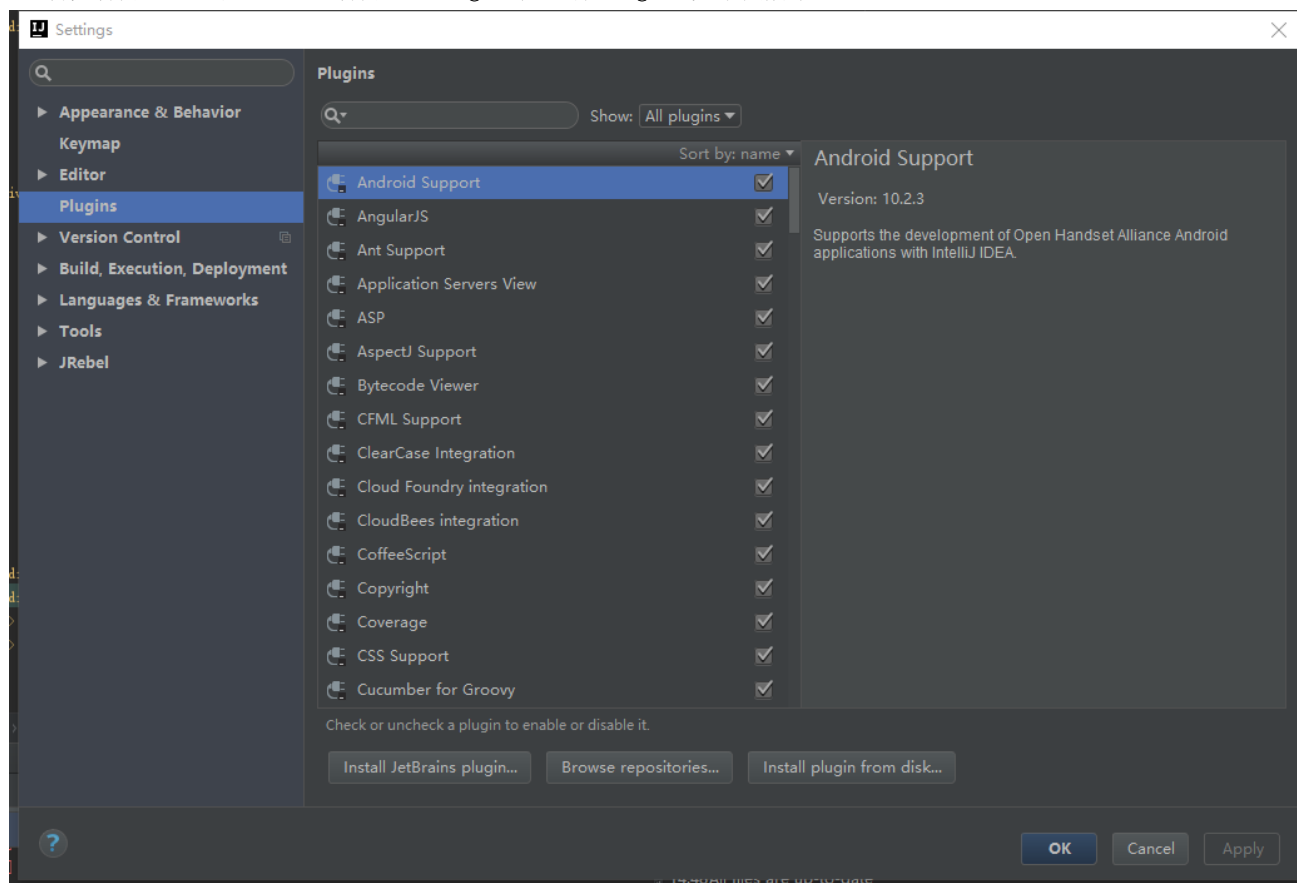 Settings
Plugins
Appearance & Behavior
Keymap
Editor
Plugins
Version Control
Build, Execution, Deployment
Languages & Frameworks
Tools
JRebel
Show: All plugins
Sort by: name
Android Support
AngularJS
Ant Support
Application Servers View
ASP
AspectJ Support
Bytecode Viewer
CFML Support
ClearCase Integration
Cloud Foundry integration
CloudBees integration
CoffeeScript
Copyright
Coverage
CSS Support
Cucumber for Groovy
Android Support
Version: 10.2.3
Supports the development of Open Handset Alliance Android
applications with IntelliJ IDEA.
Check or uncheck a plugin to enable or disable it.
Install JetBrains plugin... Browse repositories... Install plugin from disk...
? OK Cancel Apply